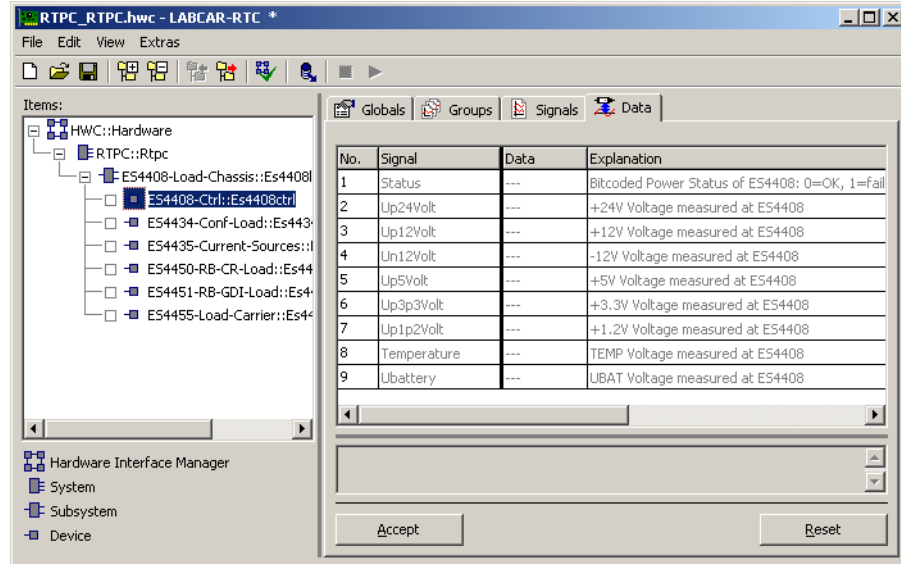 RTPC_RTPC.hwc - LABCAR-RTC *
File Edit View Extras
Items:
HWC::Hardware
RTPC::Rtpc
ES4408-Load-Chassis::Es4408l
ES4408-Ctrl::Es4408ctrl
ES4434-Conf-Load::Es443
ES4435-Current-Sources::
ES4450-RB-CR-Load::Es44
ES4451-RB-GDI-Load::Es4
ES4455-Load-Carrier::Es44
Hardware Interface Manager
System
Subsystem
Device
Globals Groups Signals Data
No. Signal Data Explanation
1 Status --- Bitcoded Power Status of ES4408: 0=OK, 1=fail
2 Up24Volt --- +24V Voltage measured at ES4408
3 Up12Volt --- +12V Voltage measured at ES4408
4 Un12Volt --- -12V Voltage measured at ES4408
5 Up5Volt --- +5V Voltage measured at ES4408
6 Up3p3Volt --- +3.3V Voltage measured at ES4408
7 Up1p2Volt --- +1.2V Voltage measured at ES4408
8 Temperature --- TEMP Voltage measured at ES4408
9 Ubattery --- UBAT Voltage measured at ES4408
Accept Reset